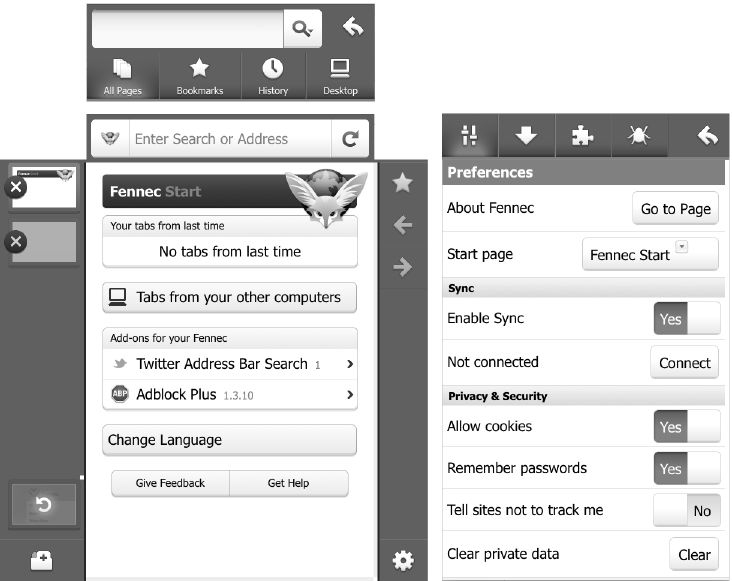 All Pages
Bookmarks
History
Desktop
Enter Search or Address
Fennec Start
Your tabs from last time
No tabs from last time
Tabs from your other computers
Add-ons for your Fennec
Twitter Address Bar Search 1
ABP
Adblock Plus 1.3.10
Change Language
Give Feedback
Get Help
Preferences
About Fennec
Go to Page
Start page
Fennec Start
Sync
Enable Sync
Yes
Not connected
Connect
Privacy & Security
Allow cookies
Yes
Remember passwords
Yes
Tell sites not to track me
No
Clear private data
Clear